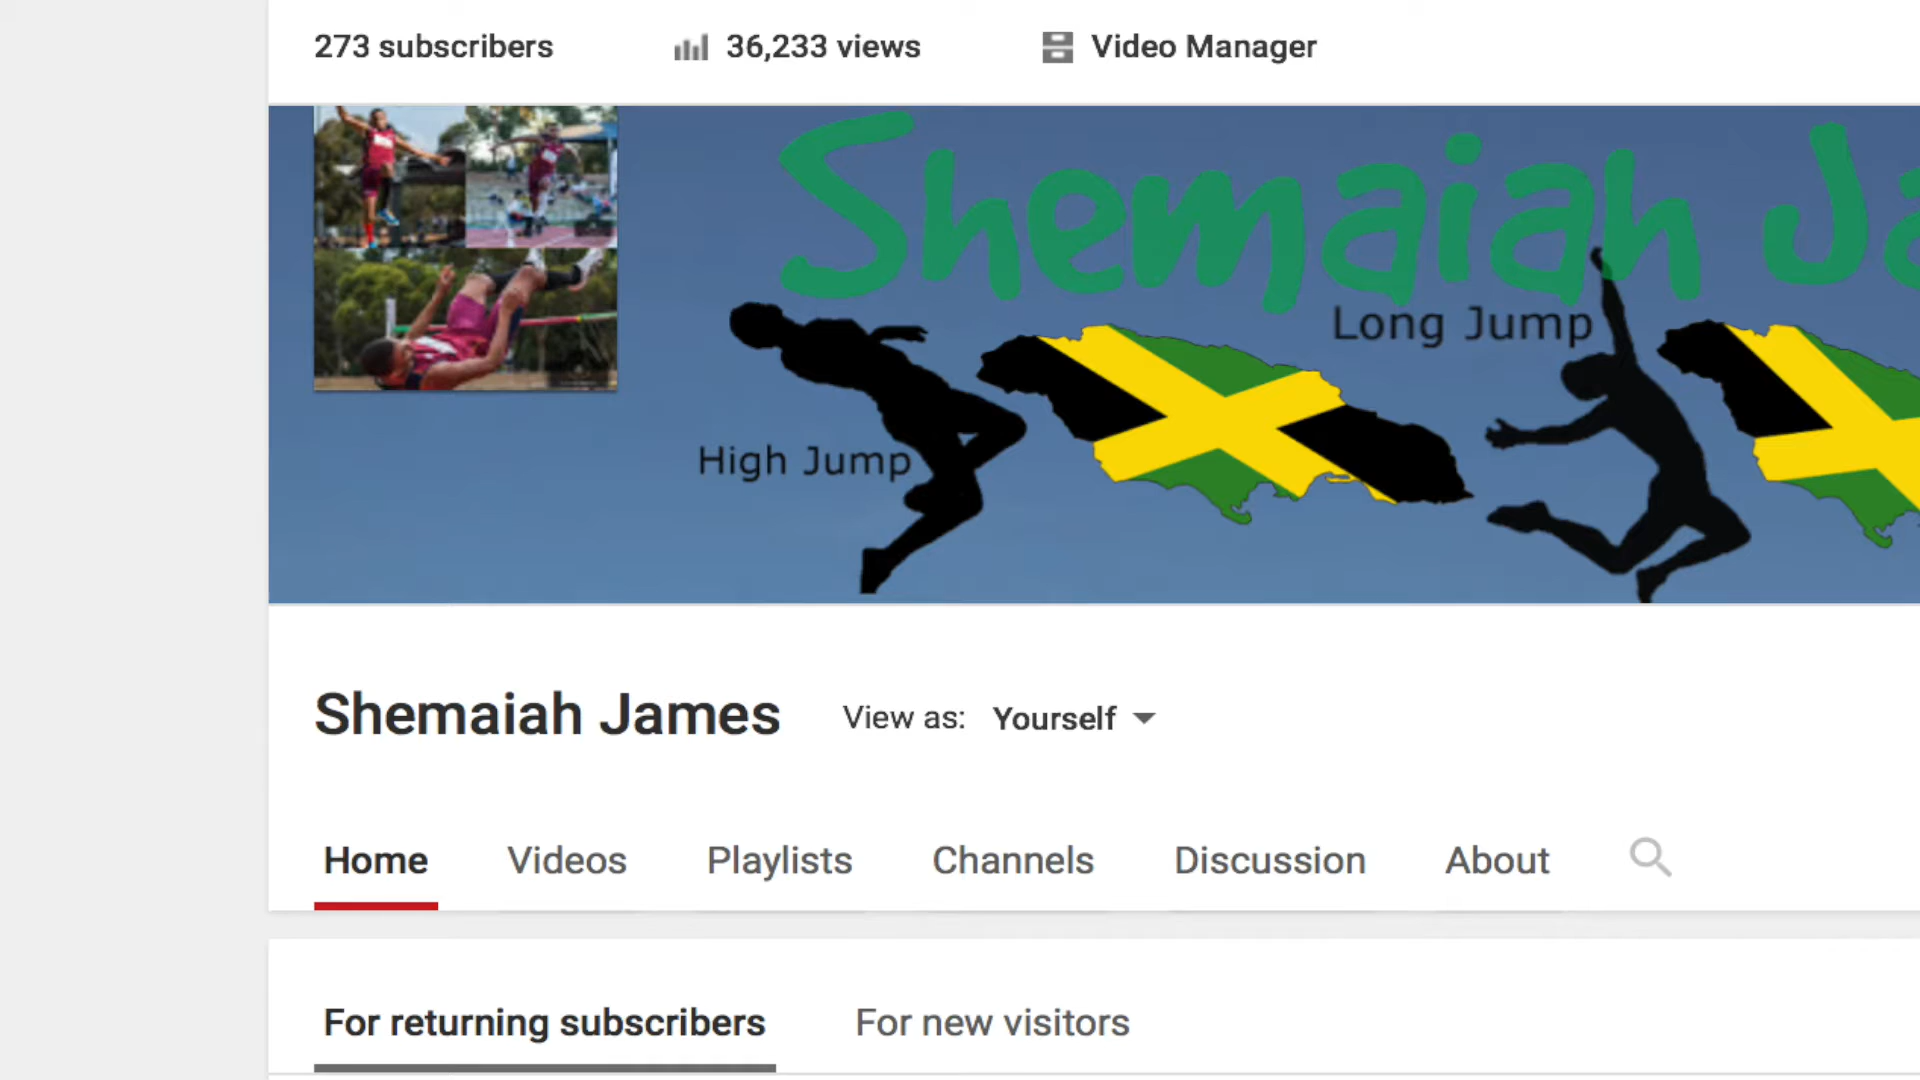 273 subscribers 36,233 views Video Manager
Shemaiah Ja
Long Jump
High Jump
Shemaiah James View as: Yourself
Home Videos Playlists Channels Discussion About
For returning subscribers For new visitors